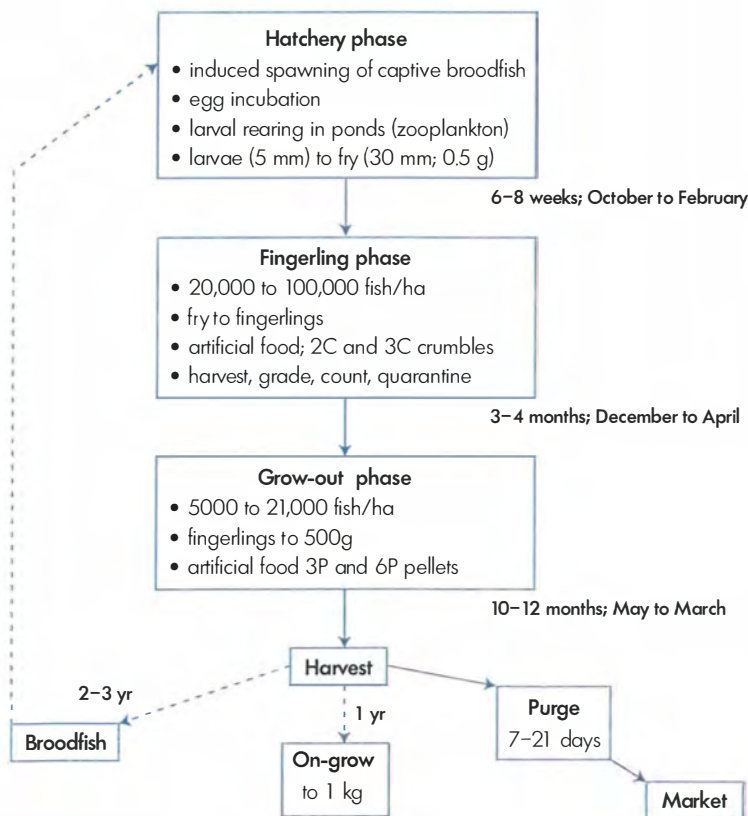 Hatchery phase
• induced spawning of captive broodfish
• egg incubation
• larval rearing in ponds (zooplankton)
• larvae (5 mm) to fry (30 mm; 0.5 g)
6–8 weeks; October to February
Fingerling phase
• 20,000 to 100,000 fish/ha
• fry to fingerlings
• artificial food; 2C and 3C crumbles
• harvest, grade, count, quarantine
3–4 months; December to April
Grow-out phase
• 5000 to 21,000 fish/ha
• fingerlings to 500g
• artificial food 3P and 6P pellets
10–12 months; May to March
Harvest
2–3 yr
1 yr
Purge
7–21 days
Broodfish
On-grow
to 1 kg
Market